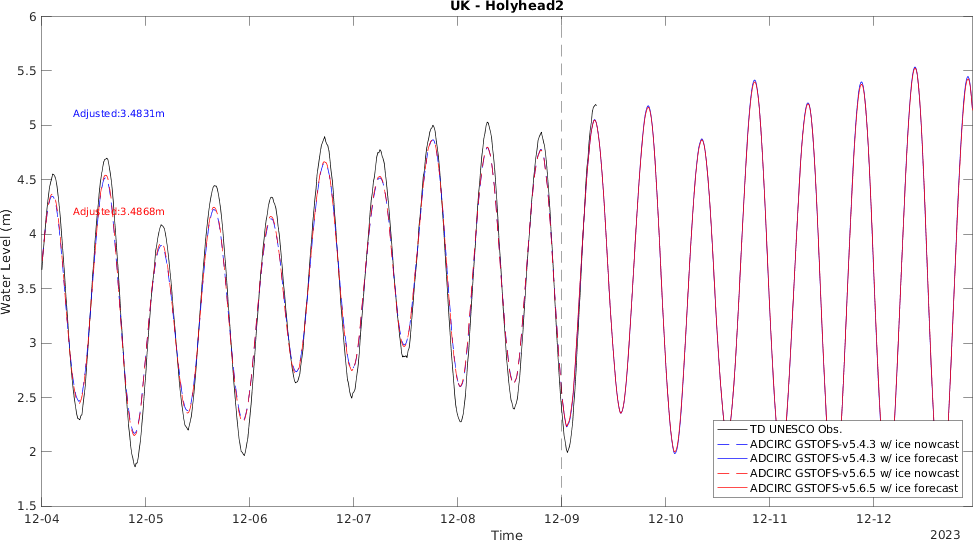 UK - Holyhead2
6
5.5
5
4.5
4
3.5
3
2.5
2
1.5
Water Level (m)
Adjusted:3.4831m
Adjusted:3.4868m
TD UNESCO Obs.
ADCIRC GSTOFS-v5.4.3 w/ ice nowcast
ADCIRC GSTOFS-v5.4.3 w/ ice forecast
ADCIRC GSTOFS-v5.6.5 w/ ice nowcast
ADCIRC GSTOFS-v5.6.5 w/ ice forecast
12-04 12-05 12-06 12-07 12-08 12-09 12-10 12-11 12-12
Time
2023